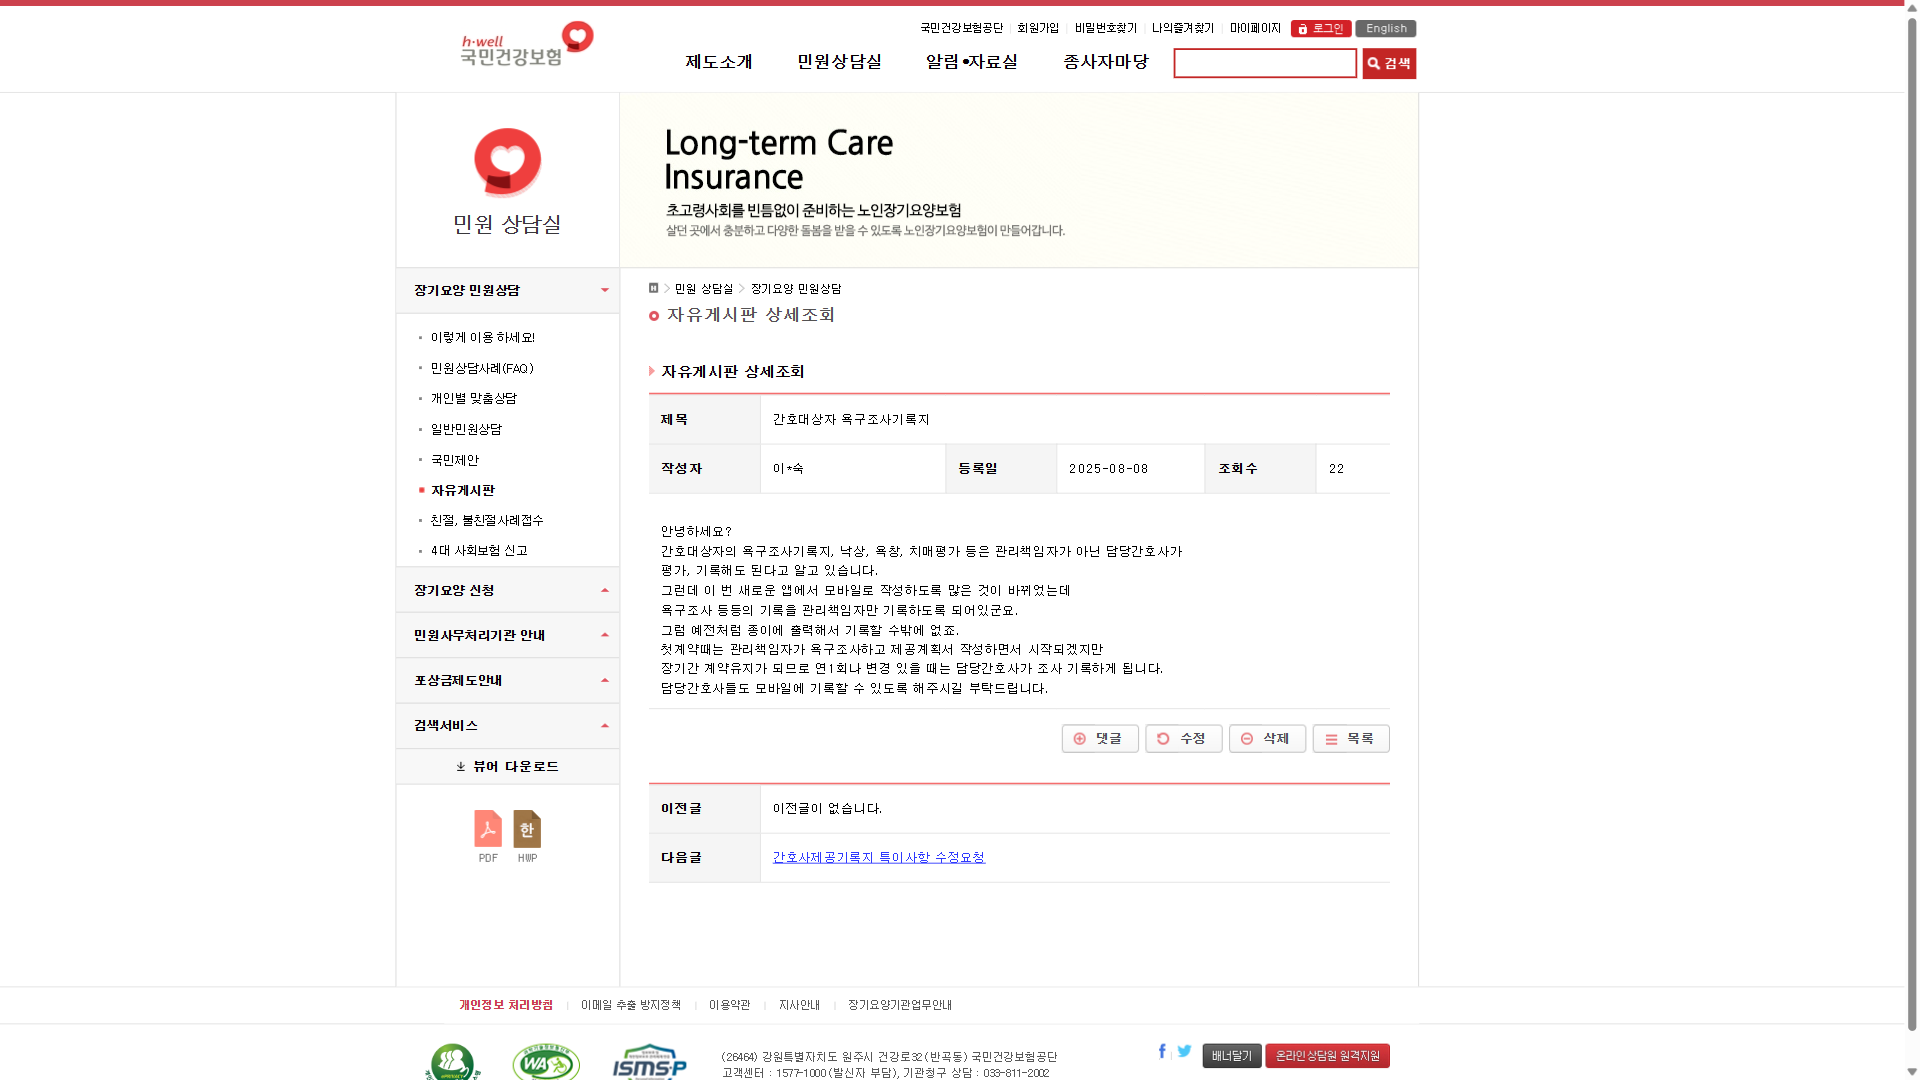 국민건강보험공단 회원가입 비밀번호찾기 나의즐겨찾기 마이페이지 로그인 English
h·well
국민건강보험
제도소개 민원상담실 알림•자료실 종사자마당 검색
민원 상담실
Long-term Care
Insurance
초고령사회를 빈틈없이 준비하는 노인장기요양보험
살던 곳에서 충분하고 다양한 돌봄을 받을 수 있도록 노인장기요양보험이 만들어갑니다.
장기요양 민원상담
이렇게 이용 하세요!
민원상담사례(FAQ)
개인별 맞춤상담
일반민원상담
국민제안
자유게시판
친절, 불친절사례접수
4대 사회보험 신고
장기요양 신청
민원사무처리기관 안내
포상금제도안내
검색서비스
뷰어 다운로드
한
PDF HWP
H > 민원 상담실 > 장기요양 민원상담
자유게시판 상세조회
자유게시판 상세조회
제목 간호대상자 욕구조사기록지
작성자 이*숙 등록일 2025-08-08 조회수 22
안녕하세요?
간호대상자의 욕구조사기록지, 낙상, 욕창, 치매평가 등은 관리책임자가 아닌 담당간호사가
평가, 기록해도 된다고 알고 있습니다.
그런데 이 번 새로운 앱에서 모바일로 작성하도록 많은 것이 바뀌었는데
욕구조사 등등의 기록을 관리책임자만 기록하도록 되어있군요.
그럼 예전처럼 종이에 출력해서 기록할 수밖에 없죠.
첫계약때는 관리책임자가 욕구조사하고 제공계획서 작성하면서 시작되겠지만
장기간 계약유지가 되므로 연1회나 변경 있을 때는 담당간호사가 조사 기록하게 됩니다.
담당간호사들도 모바일에 기록할 수 있도록 해주시길 부탁드립니다.
댓글 수정 삭제 목록
이전글 이전글이 없습니다.
다음글 간호사제공기록지 특이사항 수정요청
개인정보 처리방침 이메일 추출 방지정책 이용약관 지사안내 장기요양기관업무안내
WA
ISMS-P
(26464) 강원특별자치도 원주시 건강로32(반곡동) 국민건강보험공단
고객센터 : 1577-1000(발신자 부담), 기관청구 상담 : 033-811-2002
배너달기 온라인상담원 원격지원